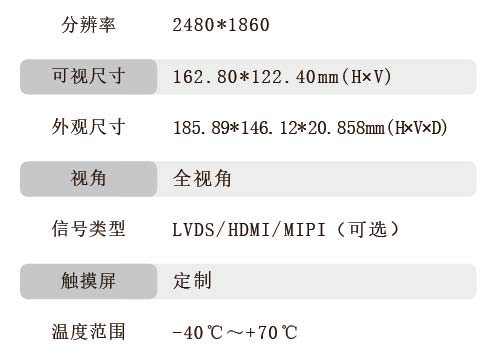 分辨率 2480*1860
可视尺寸 162.80*122.40mm(H×V)
外观尺寸 185.89*146.12*20.858mm(H×V×D)
视角 全视角
信号类型 LVDS/HDMI/MIPI（可选）
触摸屏 定制
温度范围 -40℃～+70℃